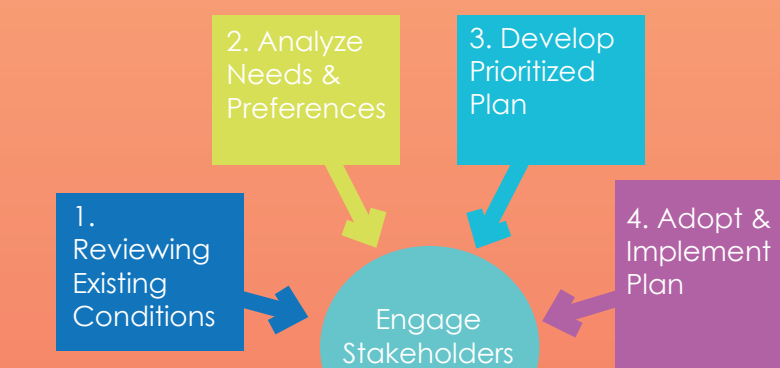 1.
Reviewing
Existing
Conditions
2. Analyze
Needs &
Preferences
3. Develop
Prioritized
Plan
4. Adopt &
Implement
Plan
Engage
Stakeholders